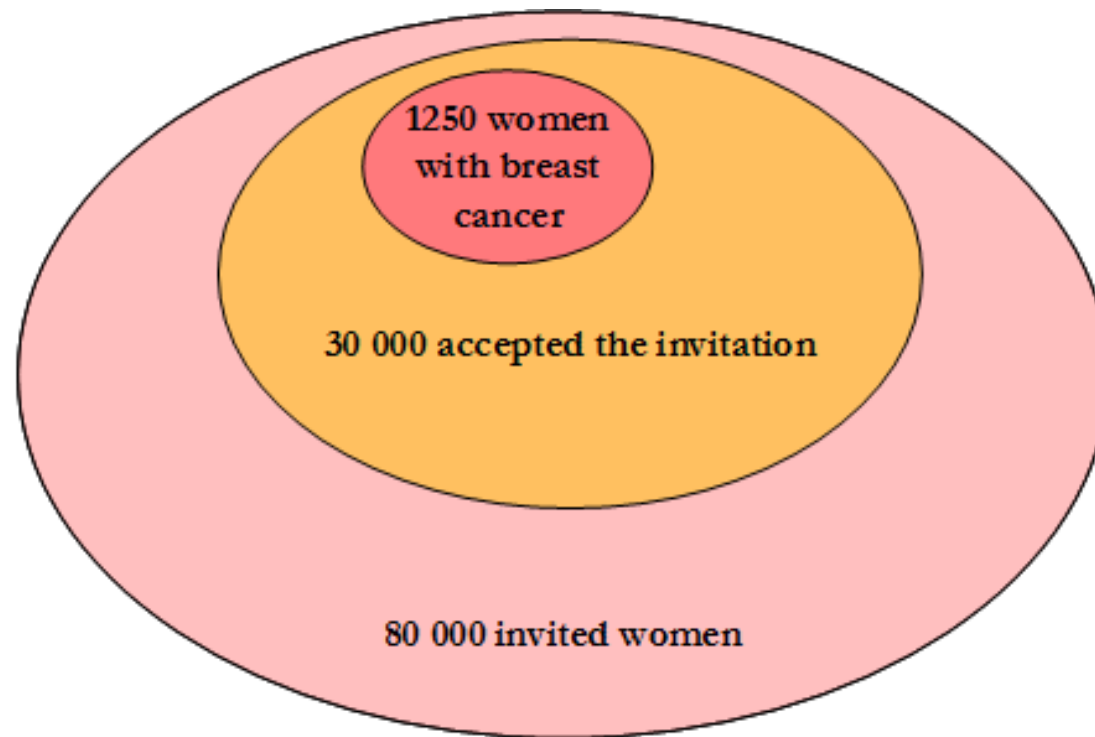 1250 women
with breast
cancer
30 000 accepted the invitation
80 000 invited women